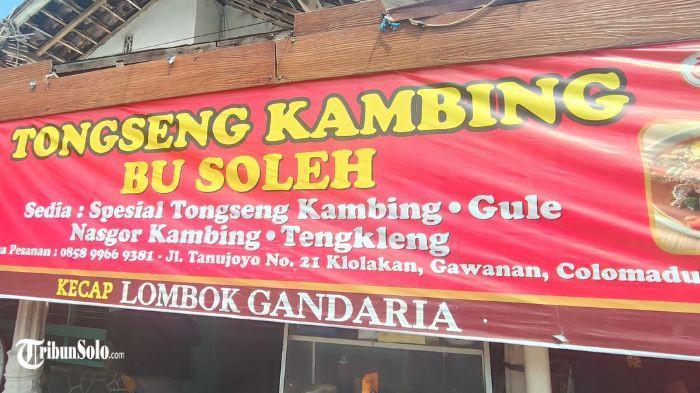 TONGSENG KAMBING
BU SOLEH
Sedia : Spesial Tongseng Kambing • Gule
Nasgor Kambing • Tengkleng
Pesanan : 0858 9966 9381 - Jl. Tanujoyo No. 21 Klolakan, Gawanan, Colomadu
KECAP LOMBOK GANDARIA
TribunSolo.com